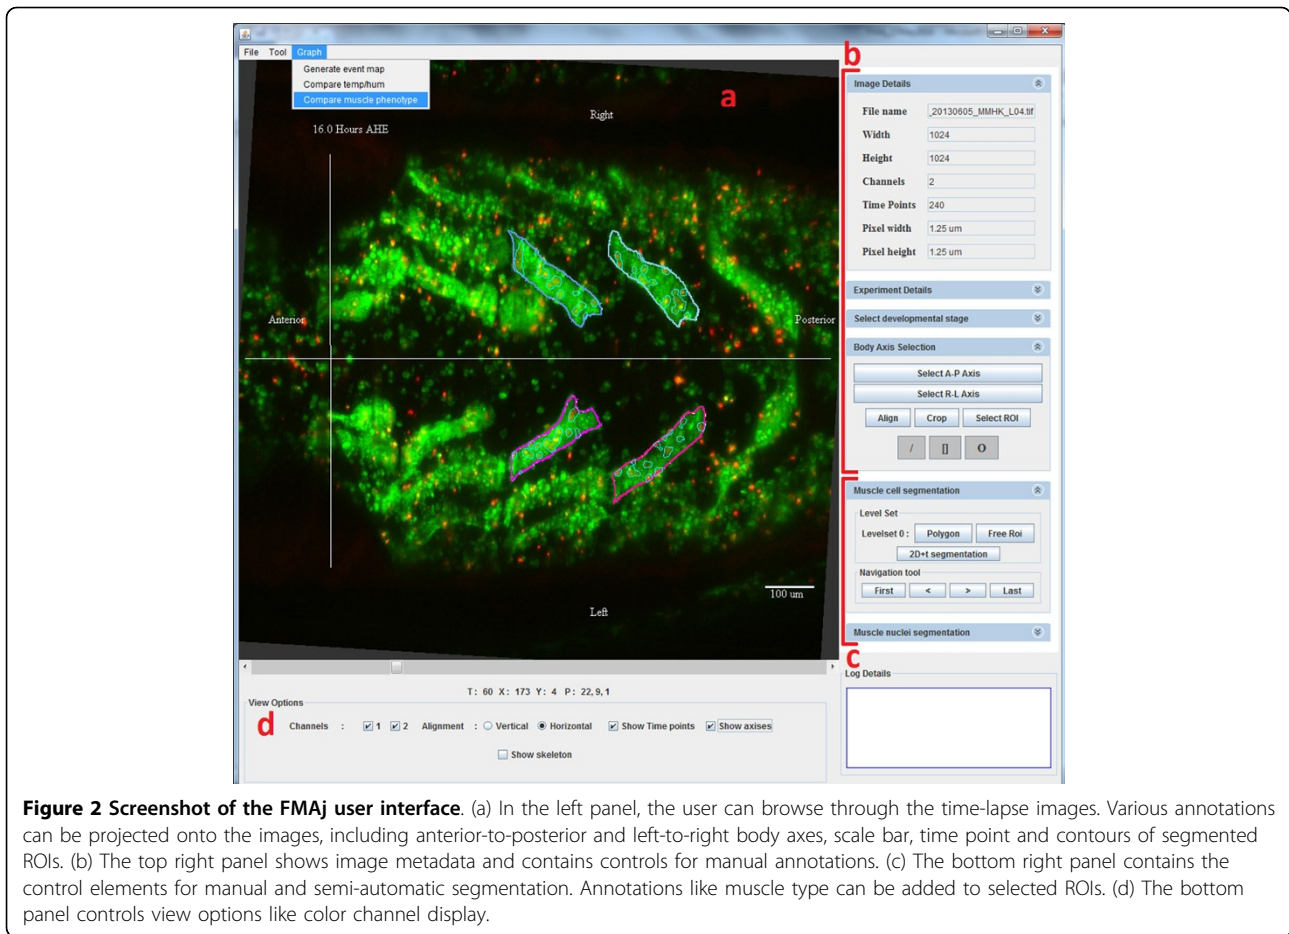 File Tool Graph
Generate event map
Compare temp/hum
Compare muscle phenotype
a
16.0 Hours AHE
Right
Anterior
Posterior
Left
100 um
b
Image Details
File name _20130605_MMHK_L04.tif
Width 1024
Height 1024
Channels 2
Time Points 240
Pixel width 1.25 um
Pixel height 1.25 um
Experiment Details
Select developmental stage
Body Axis Selection
Select A-P Axis
Select R-L Axis
Align Crop Select ROI
/ [] O
Muscle cell segmentation
Level Set
Levelset 0 : Polygon Free Roi
2D+t segmentation
Navigation tool
First < > Last
Muscle nuclei segmentation
c
Log Details
T: 60 X: 173 Y: 4 P: 22,9,1
View Options
d Channels : 1 2 Alignment : Vertical Horizontal Show Time points Show axises
Show skeleton
Figure 2 Screenshot of the FMAj user interface. (a) In the left panel, the user can browse through the time-lapse images. Various annotations
can be projected onto the images, including anterior-to-posterior and left-to-right body axes, scale bar, time point and contours of segmented
ROIs. (b) The top right panel shows image metadata and contains controls for manual annotations. (c) The bottom right panel contains the
control elements for manual and semi-automatic segmentation. Annotations like muscle type can be added to selected ROIs. (d) The bottom
panel controls view options like color channel display.